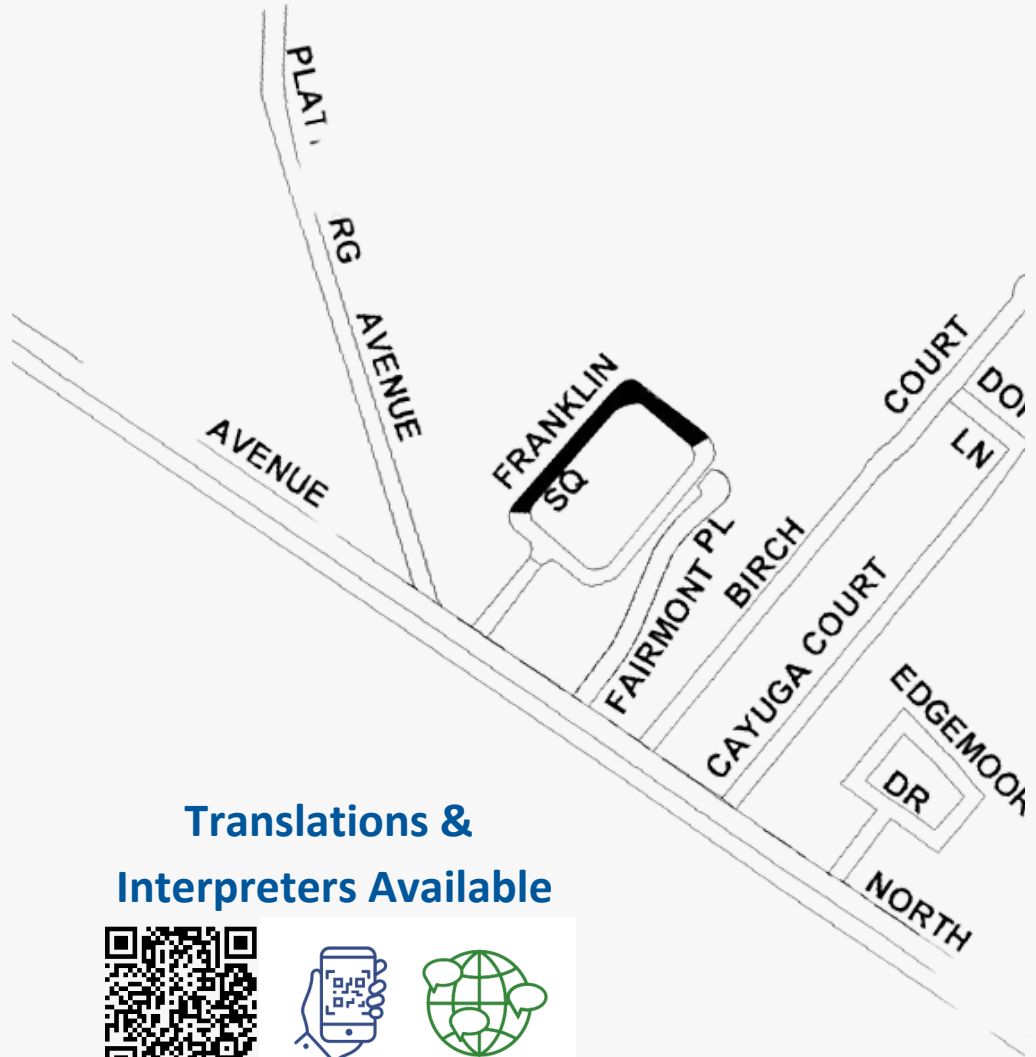 PLAT
RG
AVENUE
AVENUE
FRANKLIN
SQ
COURT
LN
BIRCH
FAIRMONT PL
CAYUGA COURT
EDGEMOOR
DR
NORTH
Translations &
Interpreters Available